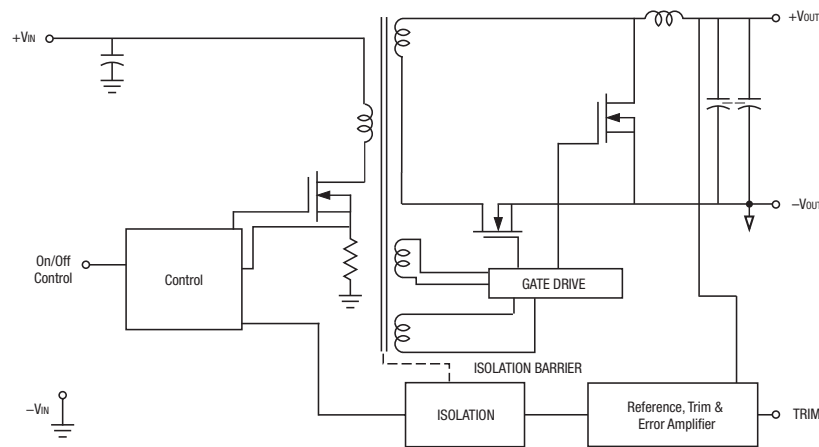 +VIN
+VOUT
−VOUT
On/Off
Control
Control
GATE DRIVE
ISOLATION BARRIER
−VIN
ISOLATION
Reference, Trim &
Error Amplifier
TRIM